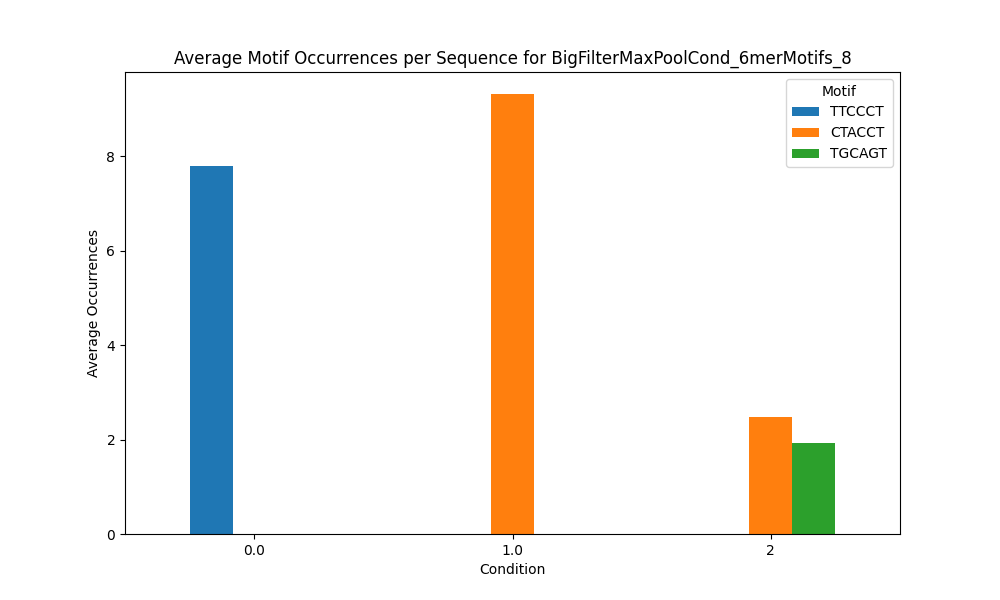 Average Motif Occurrences per Sequence for BigFilterMaxPoolCond_6merMotifs_8
Motif
TTCCCT
CTACCT
TGCAGT
Average Occurrences
8
6
4
2
0
0.0 1.0 2
Condition